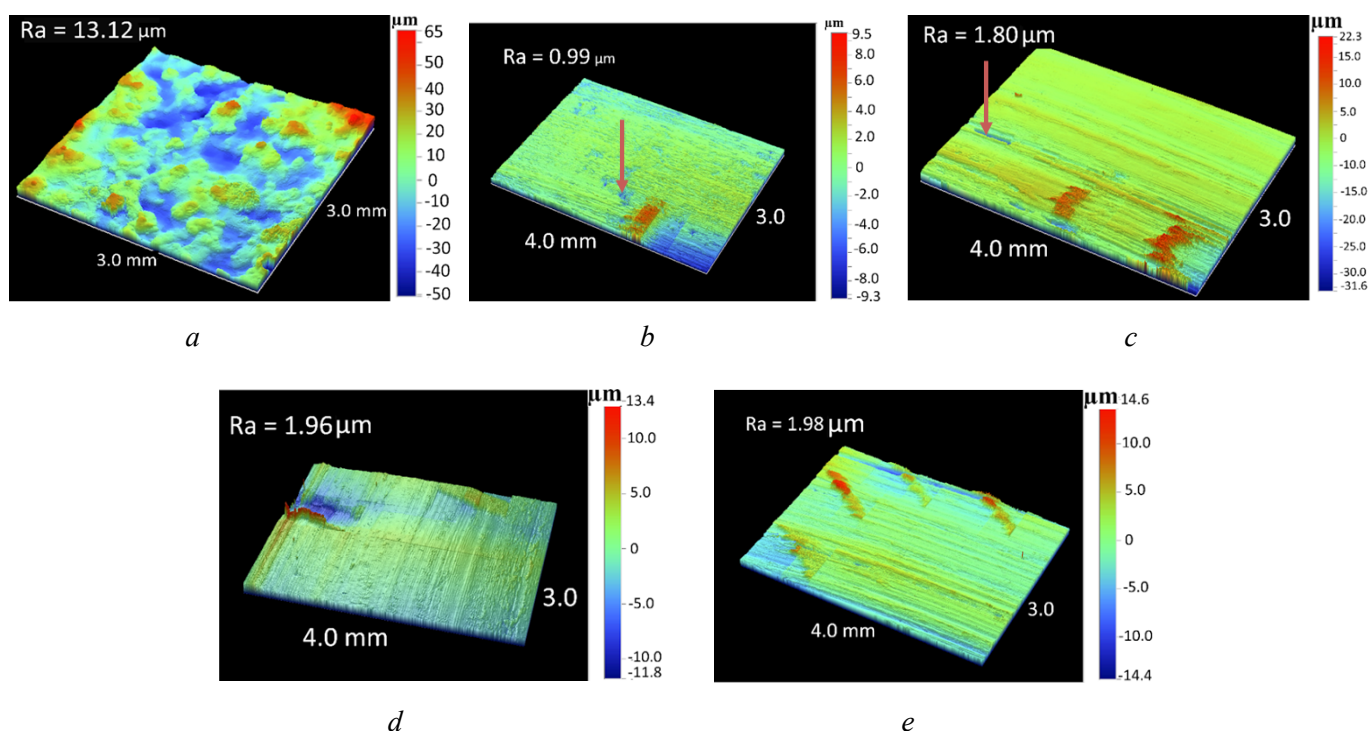 Ra = 13.12 µm
µm
65
50
40
30
20
10
0
-10
-20
-30
-40
-50
3.0 mm
3.0 mm
a
Ra = 0.99 µm
µm
9.5
8.0
6.0
4.0
2.0
0
-2.0
-4.0
-6.0
-8.0
-9.3
4.0 mm
3.0
b
Ra = 1.80 µm
µm
22.3
15.0
10.0
5.0
0
-5.0
-10.0
-15.0
-20.0
-30.0
-31.6
4.0 mm
3.0
c
Ra = 1.96 µm
µm
13.4
10.0
5.0
0
-5.0
-10.0
-11.8
4.0 mm
3.0
d
Ra = 1.98 µm
µm
14.6
10.0
5.0
0
-5.0
-10.0
-14.4
4.0 mm
3.0
e